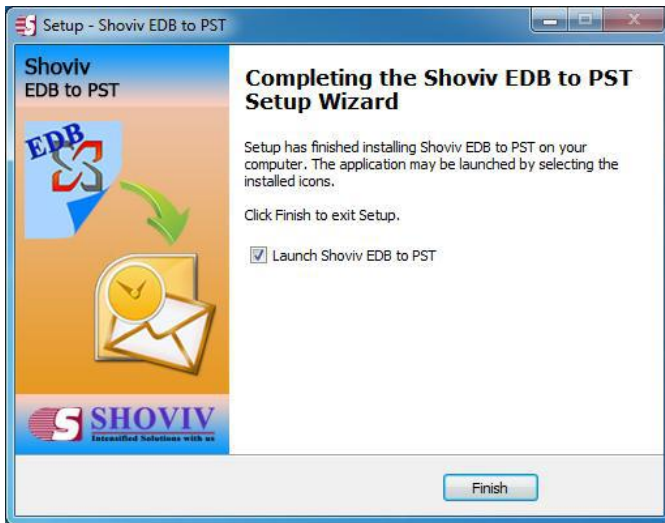 Setup - Shoviv EDB to PST
Shoviv
EDB to PST
EDB
SHOVIV
Intensified Solutions with us
Completing the Shoviv EDB to PST
Setup Wizard
Setup has finished installing Shoviv EDB to PST on your
computer. The application may be launched by selecting the
installed icons.
Click Finish to exit Setup.
Launch Shoviv EDB to PST
Finish